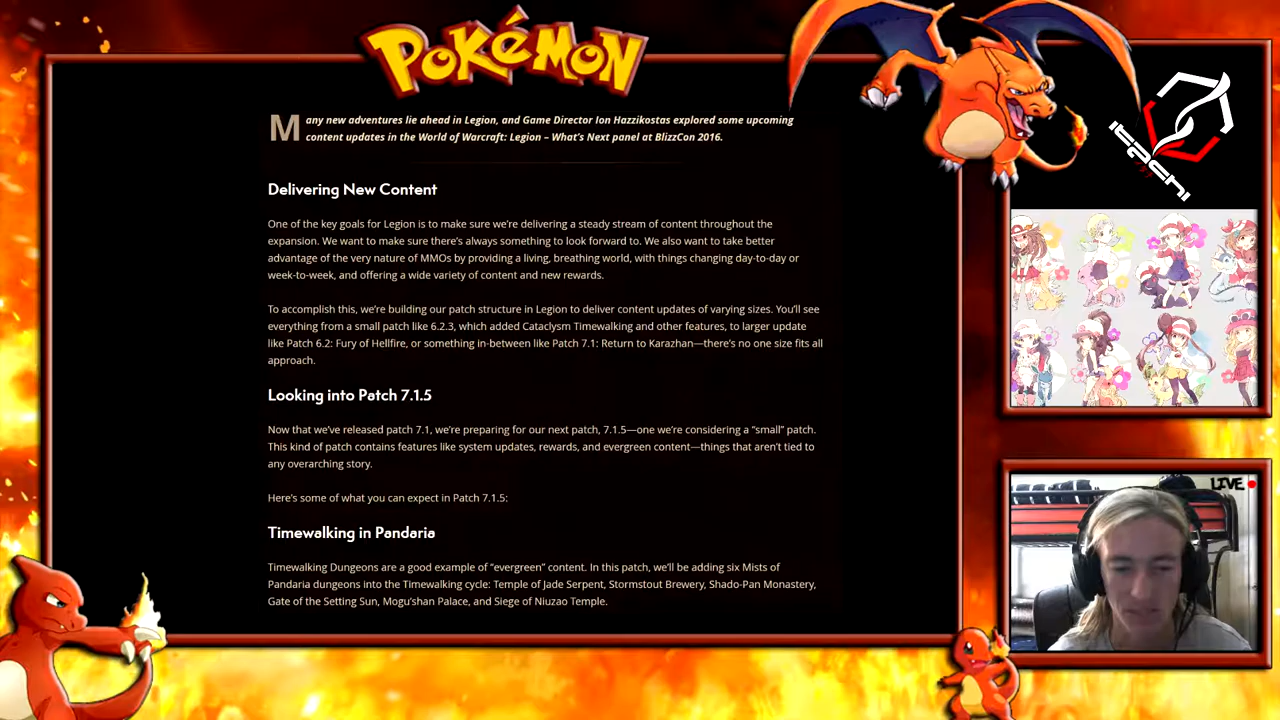 POKéMON
Many new adventures lie ahead in Legion, and Game Director Ion Hazzikostas explored some upcoming
content updates in the World of Warcraft: Legion – What's Next panel at BlizzCon 2016.
Delivering New Content
One of the key goals for Legion is to make sure we're delivering a steady stream of content throughout the
expansion. We want to make sure there's always something to look forward to. We also want to take better
advantage of the very nature of MMOs by providing a living, breathing world, with things changing day-to-day or
week-to-week, and offering a wide variety of content and new rewards.
To accomplish this, we're building our patch structure in Legion to deliver content updates of varying sizes. You'll see
everything from a small patch like 6.2.3, which added Cataclysm Timewalking and other features, to larger update
like Patch 6.2: Fury of Hellfire, or something in-between like Patch 7.1: Return to Karazhan—there's no one size fits all
approach.
Looking into Patch 7.1.5
Now that we've released patch 7.1, we're preparing for our next patch, 7.1.5—one we're considering a "small" patch.
This kind of patch contains features like system updates, rewards, and evergreen content—things that aren't tied to
any overarching story.
Here's some of what you can expect in Patch 7.1.5:
Timewalking in Pandaria
Timewalking Dungeons are a good example of "evergreen" content. In this patch, we'll be adding six Mists of
Pandaria dungeons into the Timewalking cycle: Temple of Jade Serpent, Stormstout Brewery, Shado-Pan Monastery,
Gate of the Setting Sun, Mogu'shan Palace, and Siege of Niuzao Temple.
itachi
LIVE